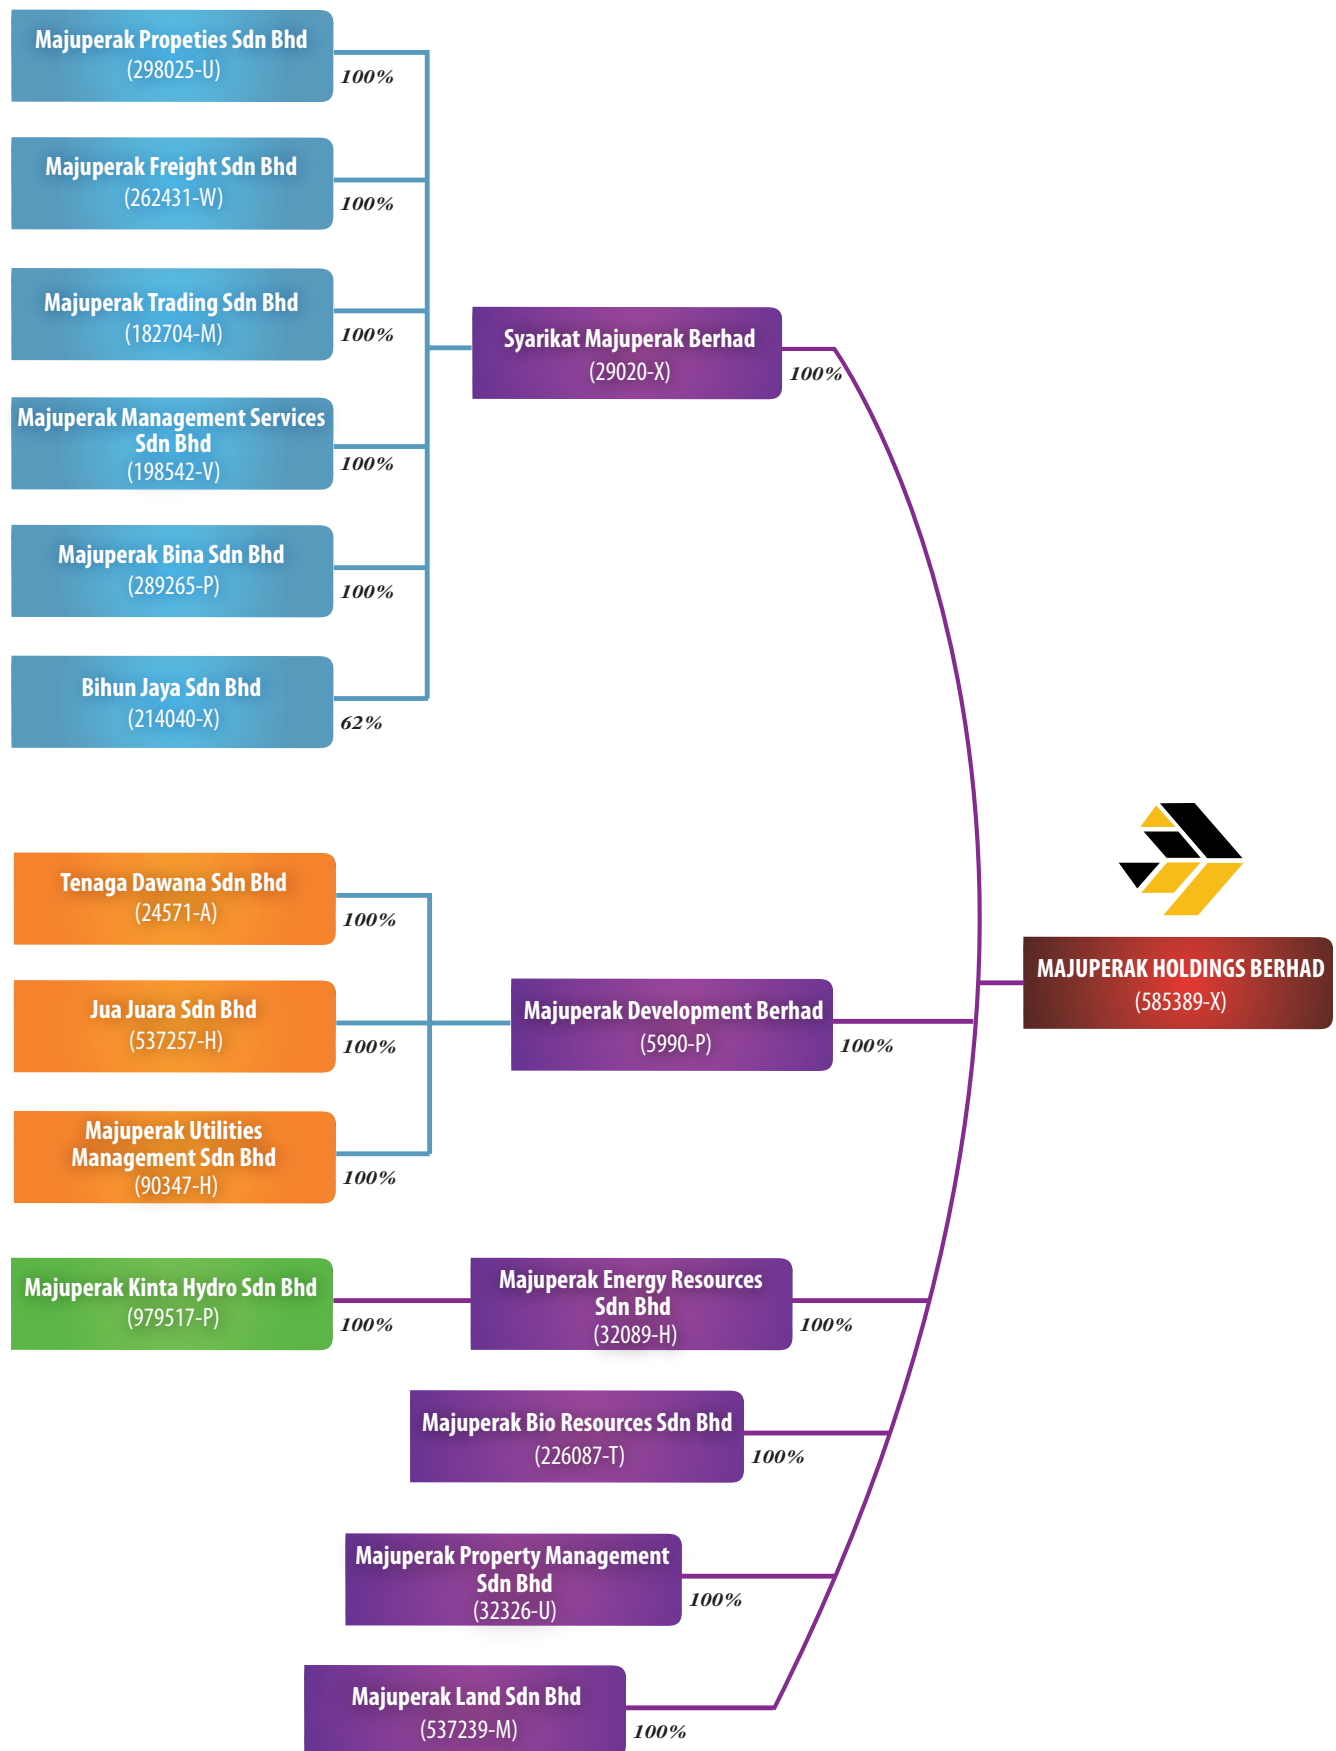 Majuperak Propeties Sdn Bhd
(298025-U)
100%
Majuperak Freight Sdn Bhd
(262431-W)
100%
Majuperak Trading Sdn Bhd
(182704-M)
100%
Majuperak Management Services
Sdn Bhd
(198542-V)
100%
Majuperak Bina Sdn Bhd
(289265-P)
100%
Bihun Jaya Sdn Bhd
(214040-X)
62%
Syarikat Majuperak Berhad
(29020-X)
100%
Tenaga Dawana Sdn Bhd
(24571-A)
100%
Jua Juara Sdn Bhd
(537257-H)
100%
Majuperak Utilities
Management Sdn Bhd
(90347-H)
100%
Majuperak Development Berhad
(5990-P)
100%
MAJUPERAK HOLDINGS BERHAD
(585389-X)
Majuperak Kinta Hydro Sdn Bhd
(979517-P)
100%
Majuperak Energy Resources
Sdn Bhd
(32089-H)
100%
Majuperak Bio Resources Sdn Bhd
(226087-T)
100%
Majuperak Property Management
Sdn Bhd
(32326-U)
100%
Majuperak Land Sdn Bhd
(537239-M)
100%